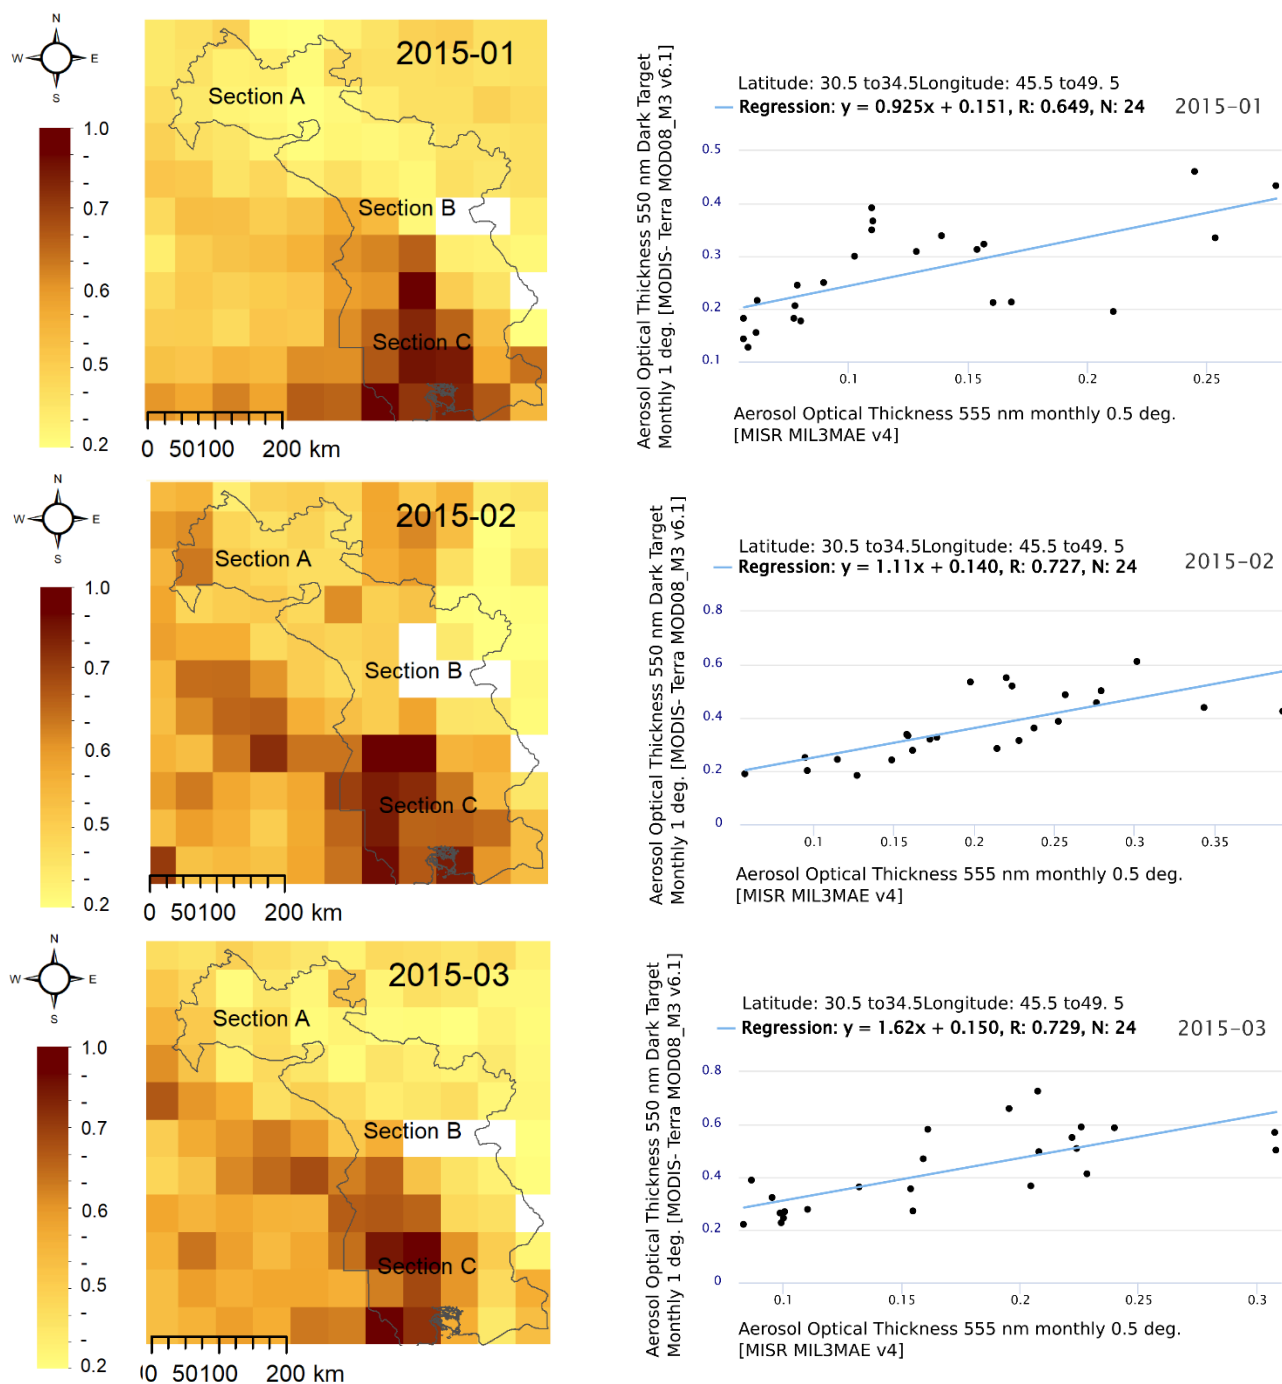 N
W E
S
2015-01
Section A
Section B
Section C
1.0
-
-
0.7
-
-
0.6
-
0.5
-
-
0.2
0 50100 200 km
Latitude: 30.5 to34.5Longitude: 45.5 to49. 5
Regression: y = 0.925x + 0.151, R: 0.649, N: 24
2015-01
Aerosol Optical Thickness 550 nm Dark Target
Monthly 1 deg. [MODIS- Terra MOD08_M3 v6.1]
0.5
0.4
0.3
0.2
0.1
0.1 0.15 0.2 0.25
Aerosol Optical Thickness 555 nm monthly 0.5 deg.
[MISR MIL3MAE v4]
N
W E
S
2015-02
Section A
Section B
Section C
1.0
-
-
0.7
-
-
0.6
-
0.5
-
-
0.2
0 50100 200 km
Latitude: 30.5 to34.5Longitude: 45.5 to49. 5
Regression: y = 1.11x + 0.140, R: 0.727, N: 24
2015-02
Aerosol Optical Thickness 550 nm Dark Target
Monthly 1 deg. [MODIS- Terra MOD08_M3 v6.1]
0.8
0.6
0.4
0.2
0
0.1 0.15 0.2 0.25 0.3 0.35
Aerosol Optical Thickness 555 nm monthly 0.5 deg.
[MISR MIL3MAE v4]
N
W E
S
2015-03
Section A
Section B
Section C
1.0
-
-
0.7
-
-
0.6
-
0.5
-
-
0.2
0 50100 200 km
Latitude: 30.5 to34.5Longitude: 45.5 to49. 5
Regression: y = 1.62x + 0.150, R: 0.729, N: 24
2015-03
Aerosol Optical Thickness 550 nm Dark Target
Monthly 1 deg. [MODIS- Terra MOD08_M3 v6.1]
0.8
0.6
0.4
0.2
0
0.1 0.15 0.2 0.25 0.3
Aerosol Optical Thickness 555 nm monthly 0.5 deg.
[MISR MIL3MAE v4]